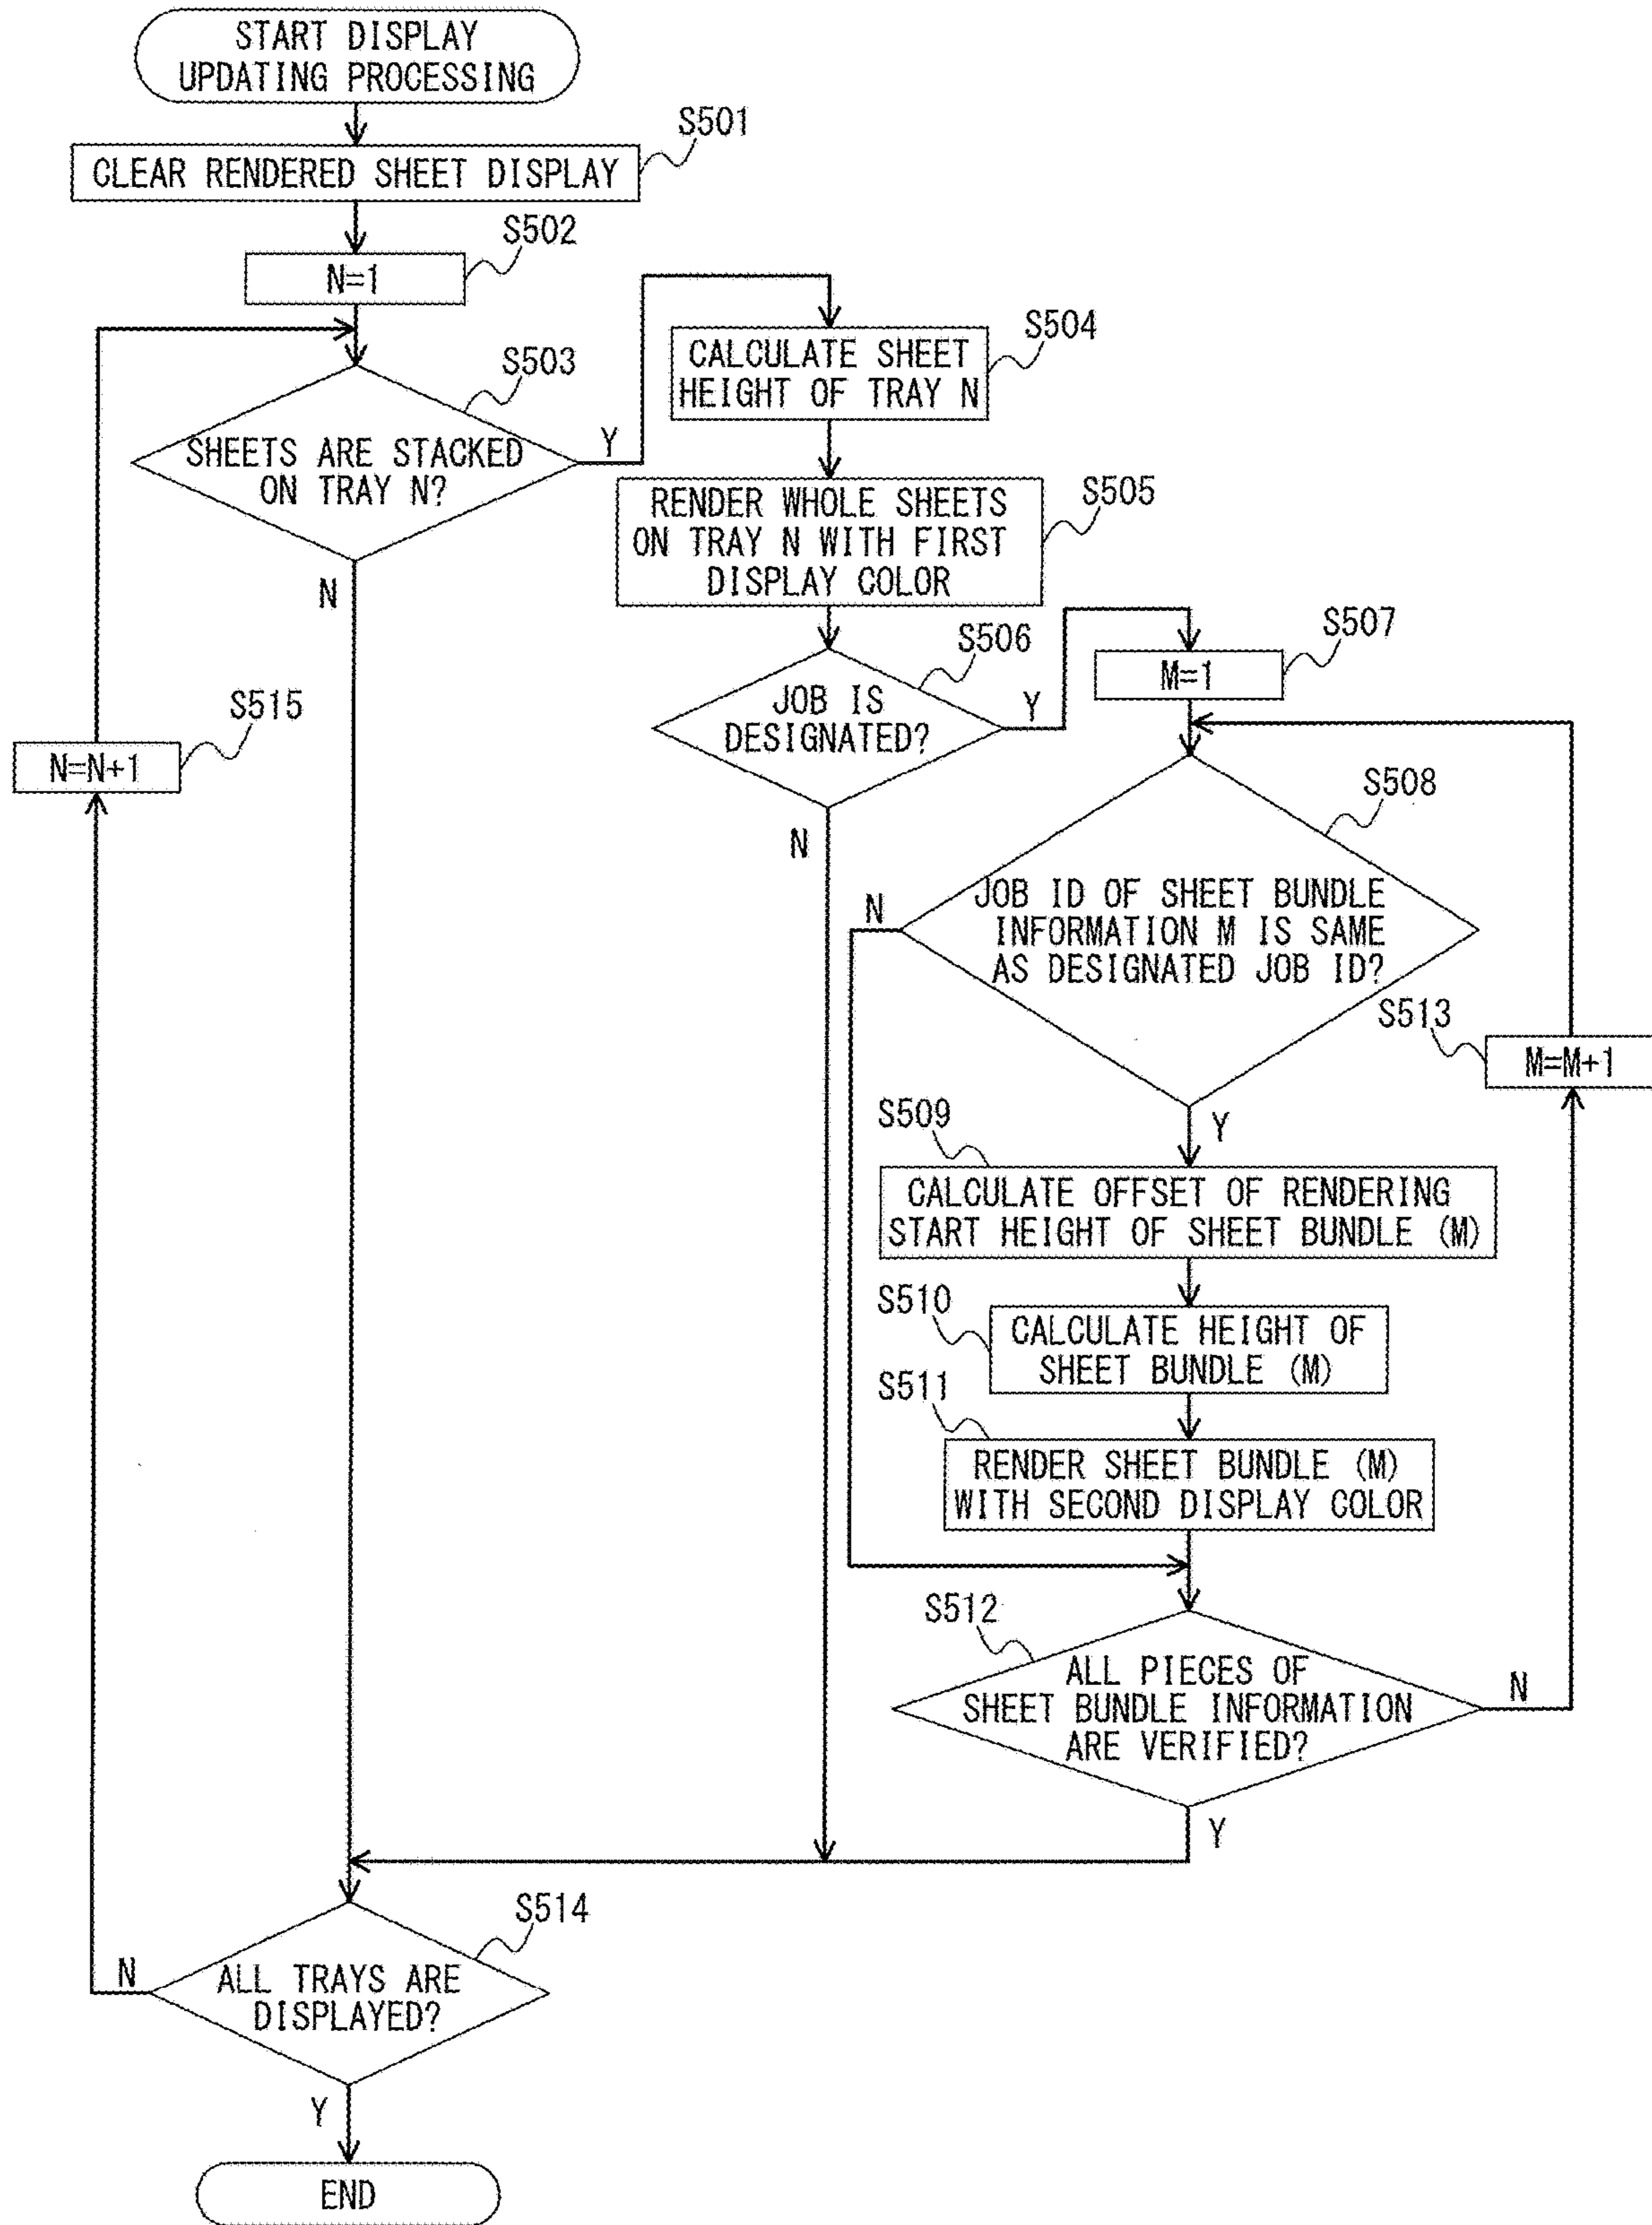 START DISPLAY
UPDATING PROCESSING
S501
CLEAR RENDERED SHEET DISPLAY
S502
N=1
S503
SHEETS ARE STACKED
ON TRAY N?
Y
N
S504
CALCULATE SHEET
HEIGHT OF TRAY N
S505
RENDER WHOLE SHEETS
ON TRAY N WITH FIRST
DISPLAY COLOR
S506
JOB IS
DESIGNATED?
Y
N
S507
M=1
S508
JOB ID OF SHEET BUNDLE
INFORMATION M IS SAME
AS DESIGNATED JOB ID?
N
Y
S509
CALCULATE OFFSET OF RENDERING
START HEIGHT OF SHEET BUNDLE (M)
S510
CALCULATE HEIGHT OF
SHEET BUNDLE (M)
S511
RENDER SHEET BUNDLE (M)
WITH SECOND DISPLAY COLOR
S512
ALL PIECES OF
SHEET BUNDLE INFORMATION
ARE VERIFIED?
N
Y
S513
M=M+1
S514
ALL TRAYS ARE
DISPLAYED?
N
Y
S515
N=N+1
END